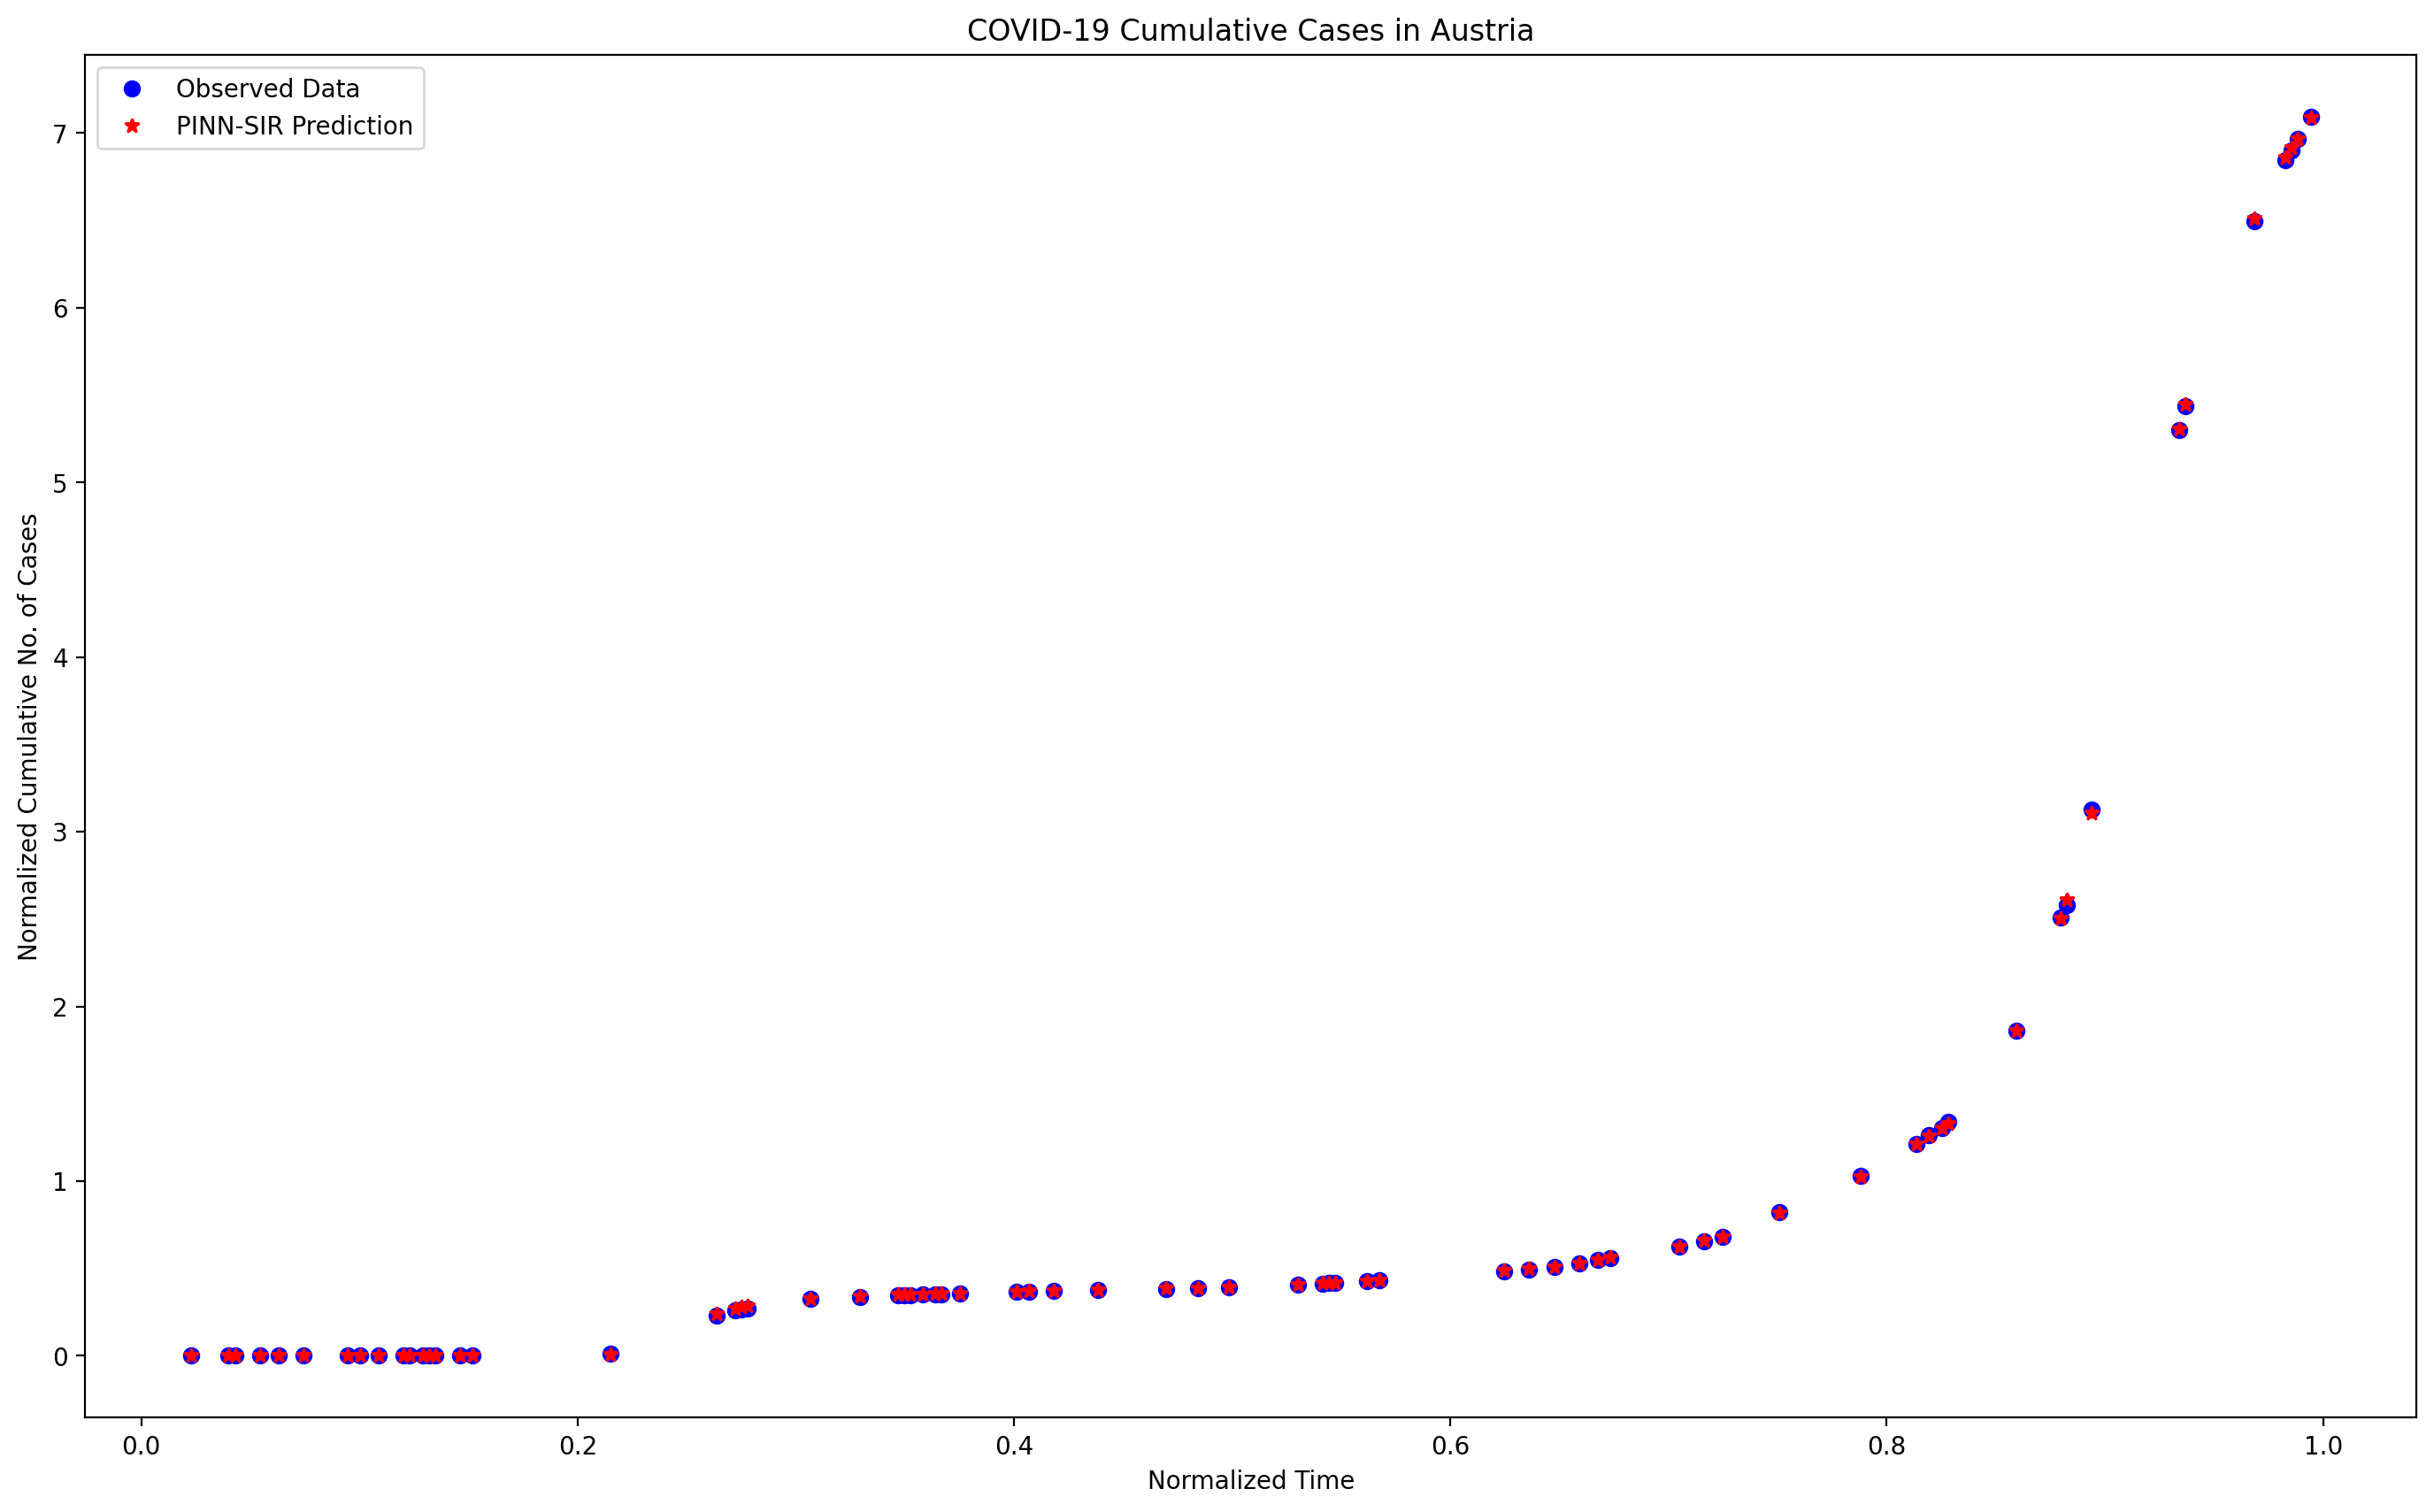 COVID-19 Cumulative Cases in Austria
Observed Data
PINN-SIR Prediction
7
6
5
4
3
2
1
0
Normalized Cumulative No. of Cases
0.0 0.2 0.4 0.6 0.8 1.0
Normalized Time